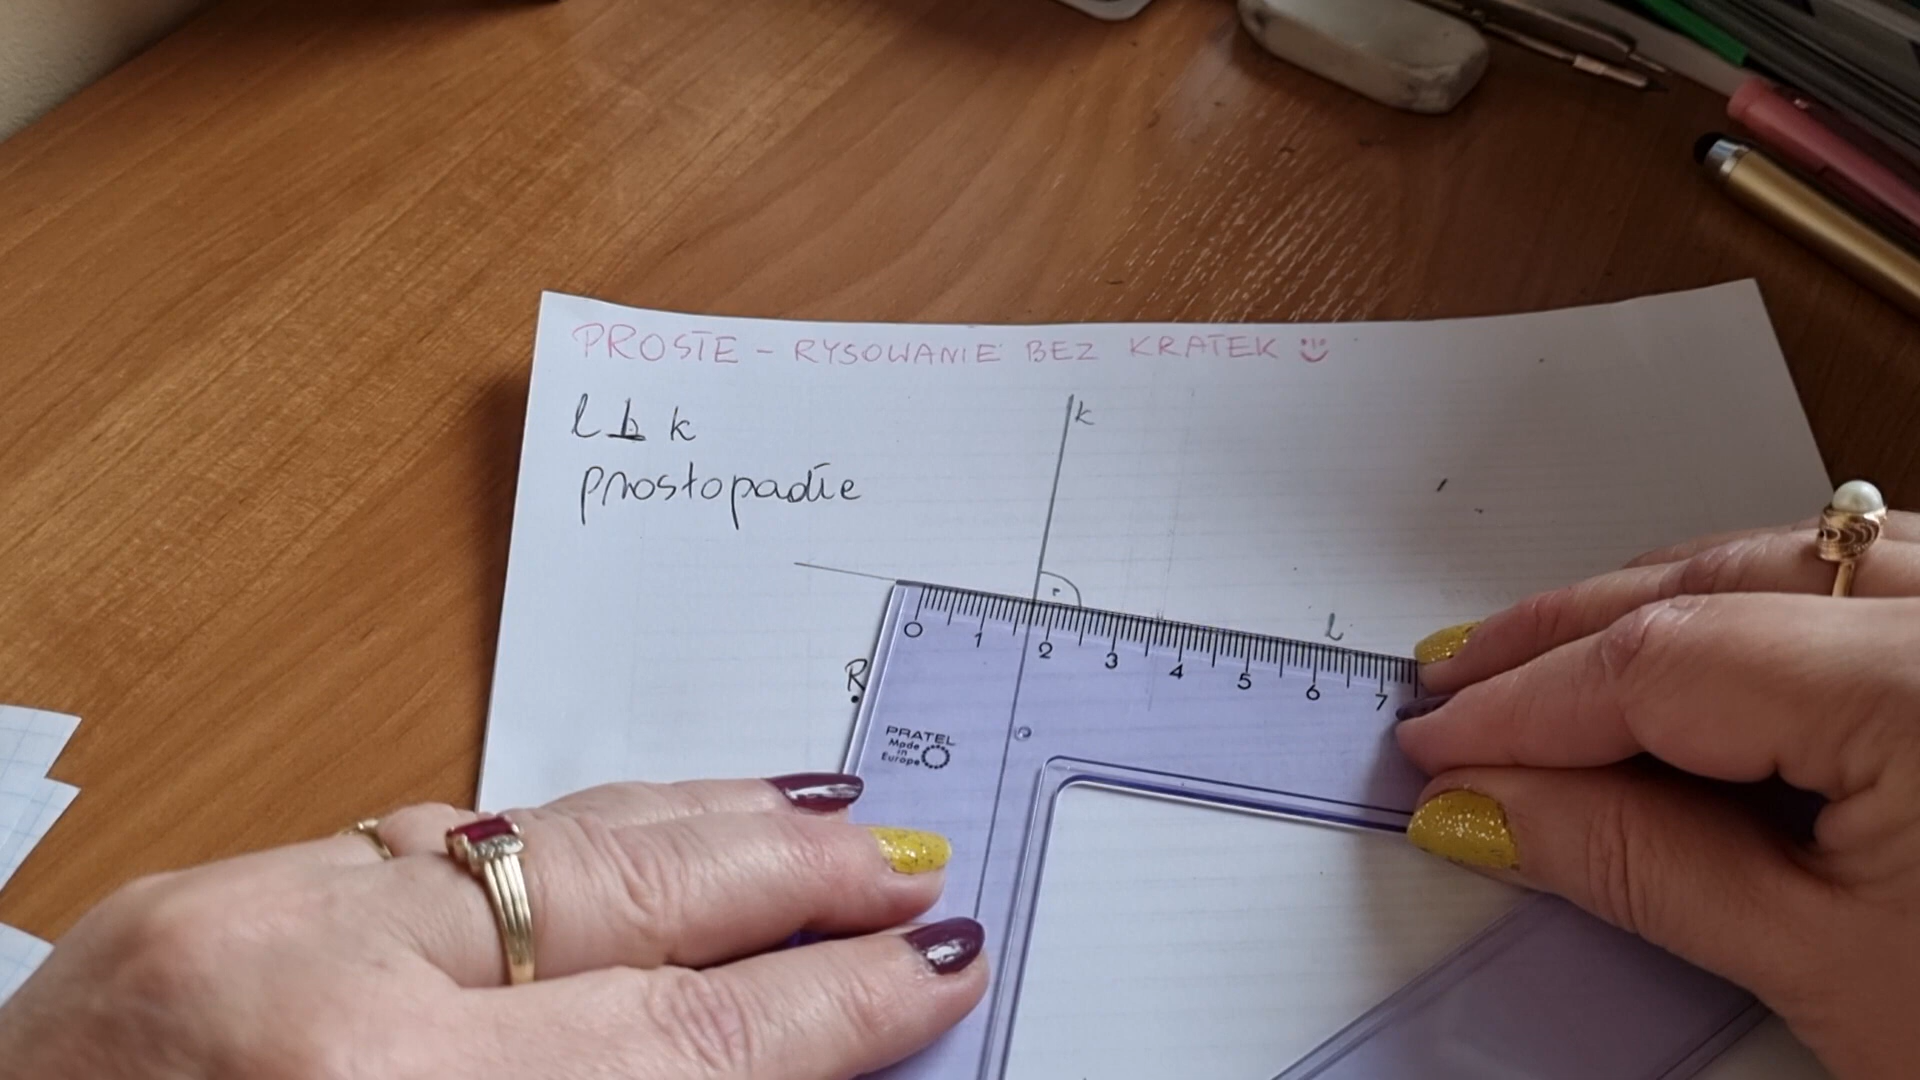 PROSTE - RYSOWANIE BEZ KRATEK
l ⊥ k
prostopadłe
k
l
0 1 2 3 4 5 6 7
R
PRATEL
Made
in
Europe